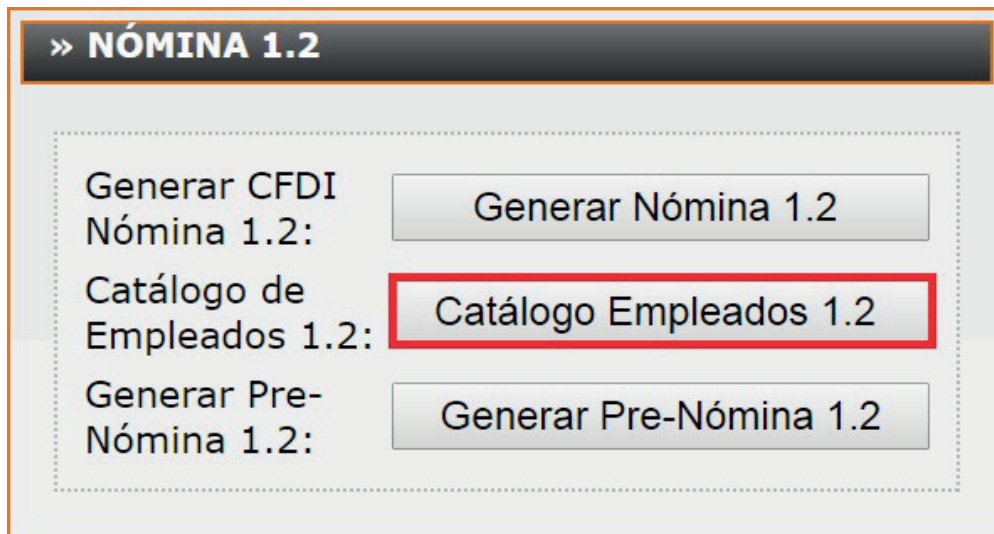 » NÓMINA 1.2
Generar CFDI
Nómina 1.2:
Generar Nómina 1.2
Catálogo de
Empleados 1.2:
Catálogo Empleados 1.2
Generar Pre-
Nómina 1.2:
Generar Pre-Nómina 1.2